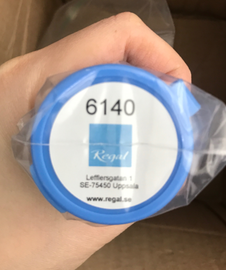 6140
Regal
Lefflersgatan 1
SE-75450 Uppsala
www.regal.se